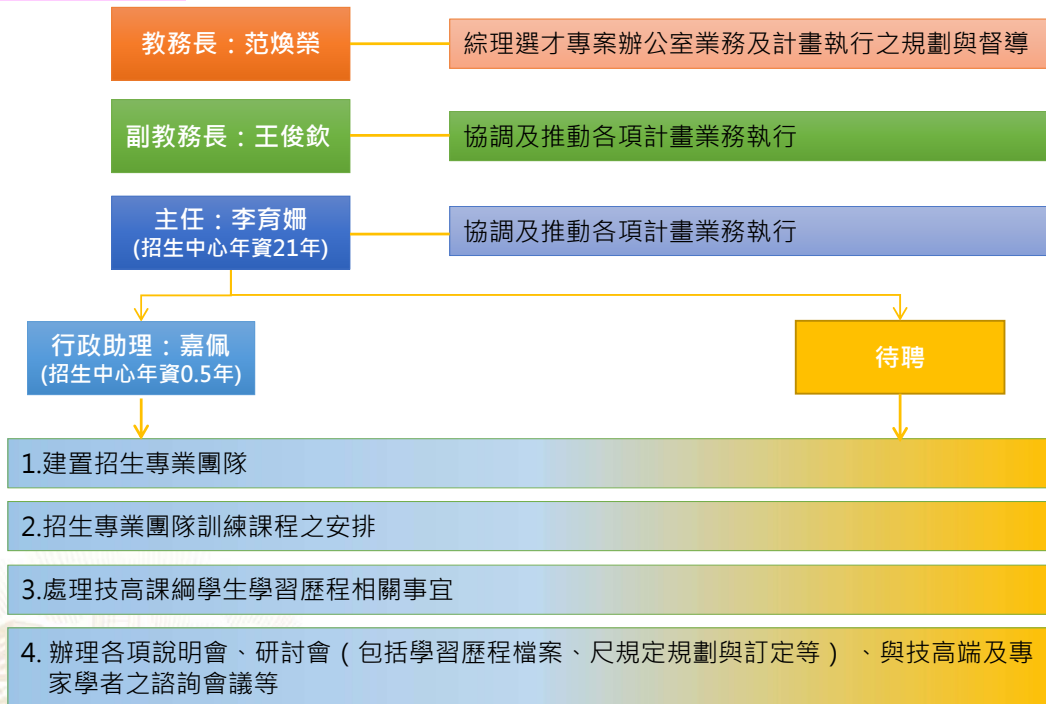 教務長：范煥榮
綜理選才專案辦公室業務及計畫執行之規劃與督導
副教務長：王俊欽
協調及推動各項計畫業務執行
主任：李育姍
(招生中心年資21年)
協調及推動各項計畫業務執行
行政助理：嘉佩
(招生中心年資0.5年)
待聘
1.建置招生專業團隊
2.招生專業團隊訓練課程之安排
3.處理技高課綱學生學習歷程相關事宜
4. 辦理各項說明會、研討會（包括學習歷程檔案、尺規定規劃與訂定等）、與技高端及專
家學者之諮詢會議等